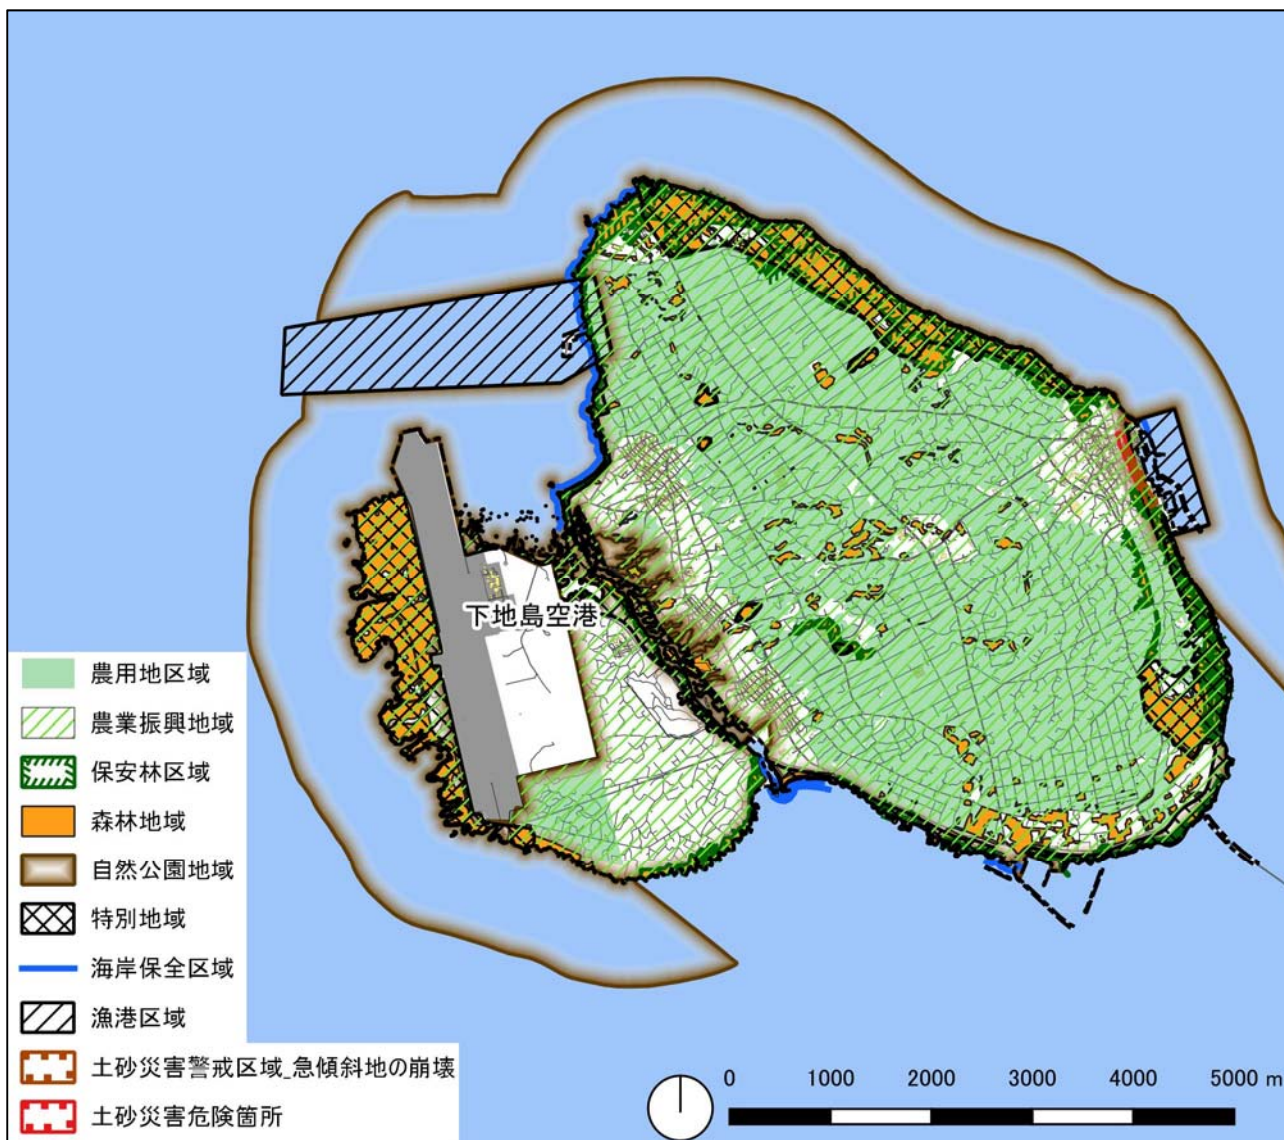 下地島空港
農用地区域
農業振興地域
保安林区域
森林地域
自然公園地域
特別地域
海岸保全区域
漁港区域
土砂災害警戒区域_急傾斜地の崩壊
土砂災害危険箇所
0 1000 2000 3000 4000 5000 m